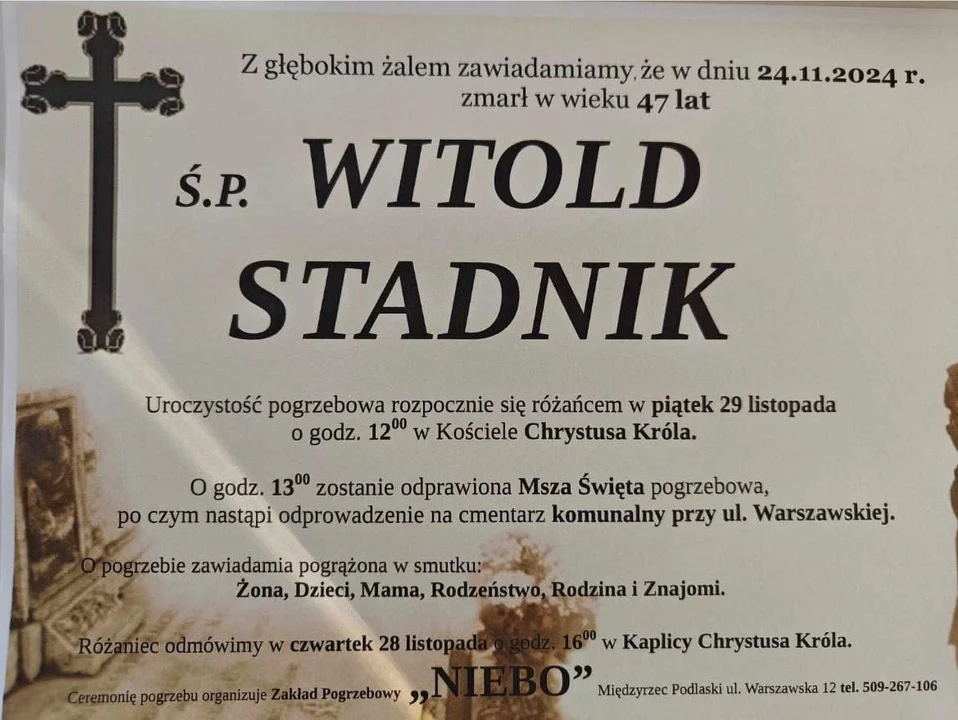 Z głębokim żalem zawiadamiamy, że w dniu 24.11.2024 r.
zmarł w wieku 47 lat
Ś.P. WITOLD
STADNIK
Uroczystość pogrzebowa rozpocznie się różańcem w piątek 29 listopada
o godz. 12⁰⁰ w Kościele Chrystusa Króla.
O godz. 13⁰⁰ zostanie odprawiona Msza Święta pogrzebowa,
po czym nastąpi odprowadzenie na cmentarz komunalny przy ul. Warszawskiej.
O pogrzebie zawiadamia pogrążona w smutku:
Żona, Dzieci, Mama, Rodzeństwo, Rodzina i Znajomi.
Różaniec odmówimy w czwartek 28 listopada o godz. 16⁰⁰ w Kaplicy Chrystusa Króla.
Ceremonię pogrzebu organizuje Zakład Pogrzebowy „NIEBO” Międzyrzec Podlaski ul. Warszawska 12 tel. 509-267-106